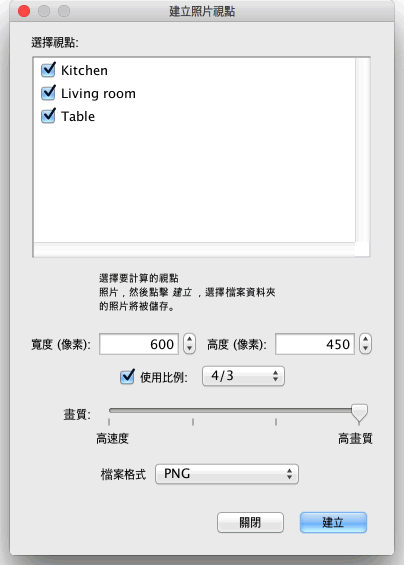 建立照片視點
選擇視點:
Kitchen
Living room
Table
選擇要計算的視點
照片，然後點擊 建立 ，選擇檔案資料夾
的照片將被儲存。
寬度 (像素): 600 高度 (像素): 450
使用比例: 4/3
畫質:
高速度 高畫質
檔案格式 PNG
關閉 建立